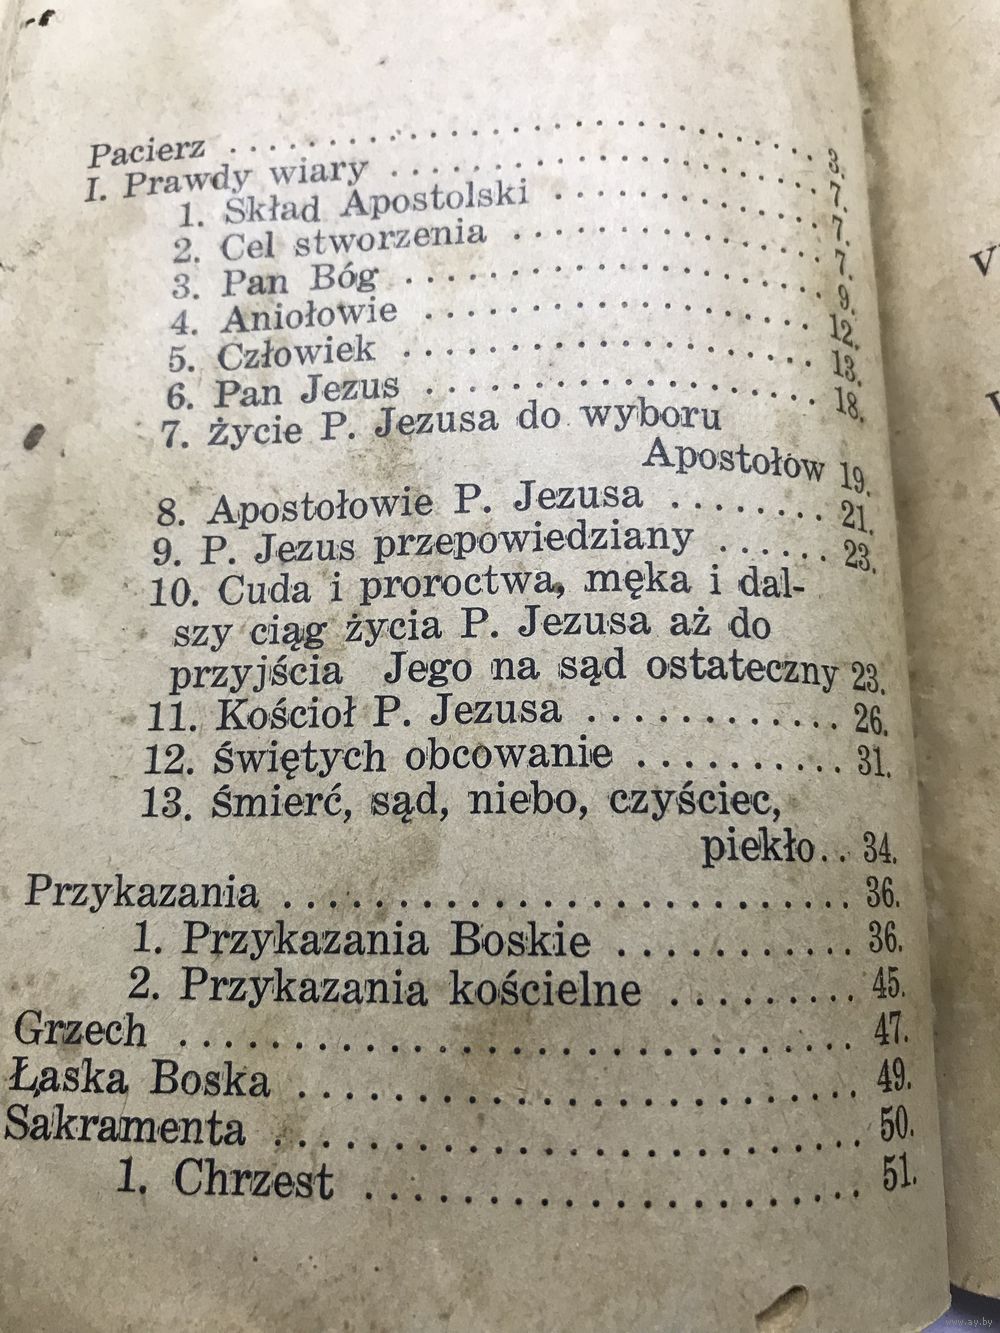 Pacierz . . . . . . . . . . . . . . . . . . . . . . . . . . 3.
I. Prawdy wiary . . . . . . . . . . . . . . . . . . . . 7.
1. Skład Apostolski . . . . . . . . . . . . . . 7.
2. Cel stworzenia . . . . . . . . . . . . . . . 7.
3. Pan Bóg . . . . . . . . . . . . . . . . . . . 9.
4. Aniołowie . . . . . . . . . . . . . . . . . . 12.
5. Człowiek . . . . . . . . . . . . . . . . . . . 13.
6. Pan Jezus . . . . . . . . . . . . . . . . . . 18.
7. Życie P. Jezusa do wyboru
Apostołów 19.
8. Apostołowie P. Jezusa . . . . . . . . 21.
9. P. Jezus przepowiedziany . . . . . . 23.
10. Cuda i proroctwa, męka i dal-
szy ciąg życia P. Jezusa aż do
przyjścia Jego na sąd ostateczny 23.
11. Kościoł P. Jezusa . . . . . . . . . . . . 26.
12. Świętych obcowanie . . . . . . . . . . 31.
13. Śmierć, sąd, niebo, czyściec,
piekło . . 34.
Przykazania . . . . . . . . . . . . . . . . . . . . . . . . 36.
1. Przykazania Boskie . . . . . . . . . . . 36.
2. Przykazania kościelne . . . . . . . . . 45.
Grzech . . . . . . . . . . . . . . . . . . . . . . . . . . . . 47.
Łaska Boska . . . . . . . . . . . . . . . . . . . . . . . 49.
Sakramenta . . . . . . . . . . . . . . . . . . . . . . . . 50.
1. Chrzest . . . . . . . . . . . . . . . . . . . . . 51.
www.ay.by